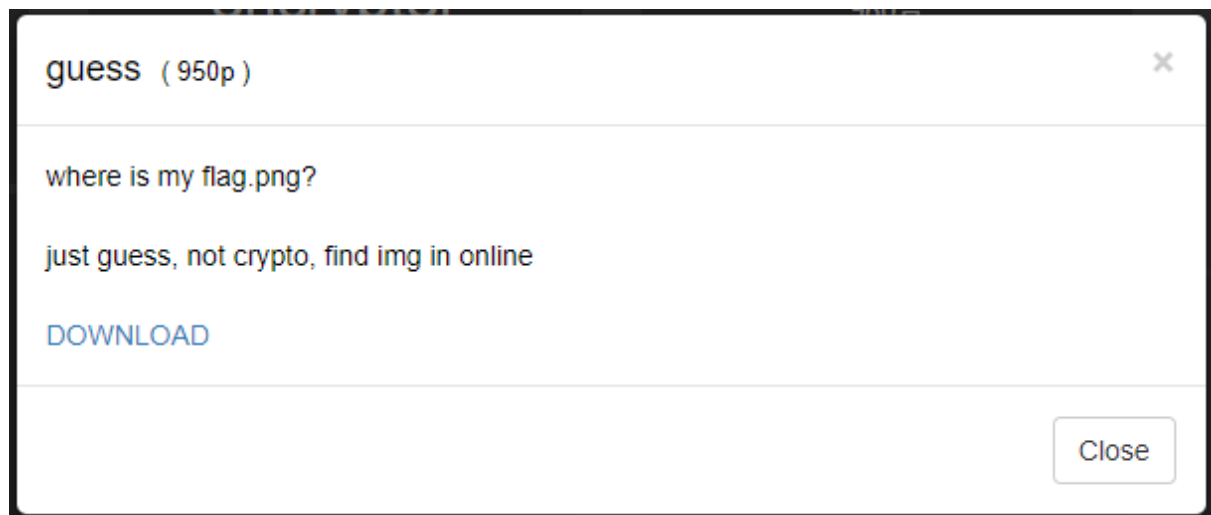 guess ( 950p )
×
where is my flag.png?
just guess, not crypto, find img in online
DOWNLOAD
Close